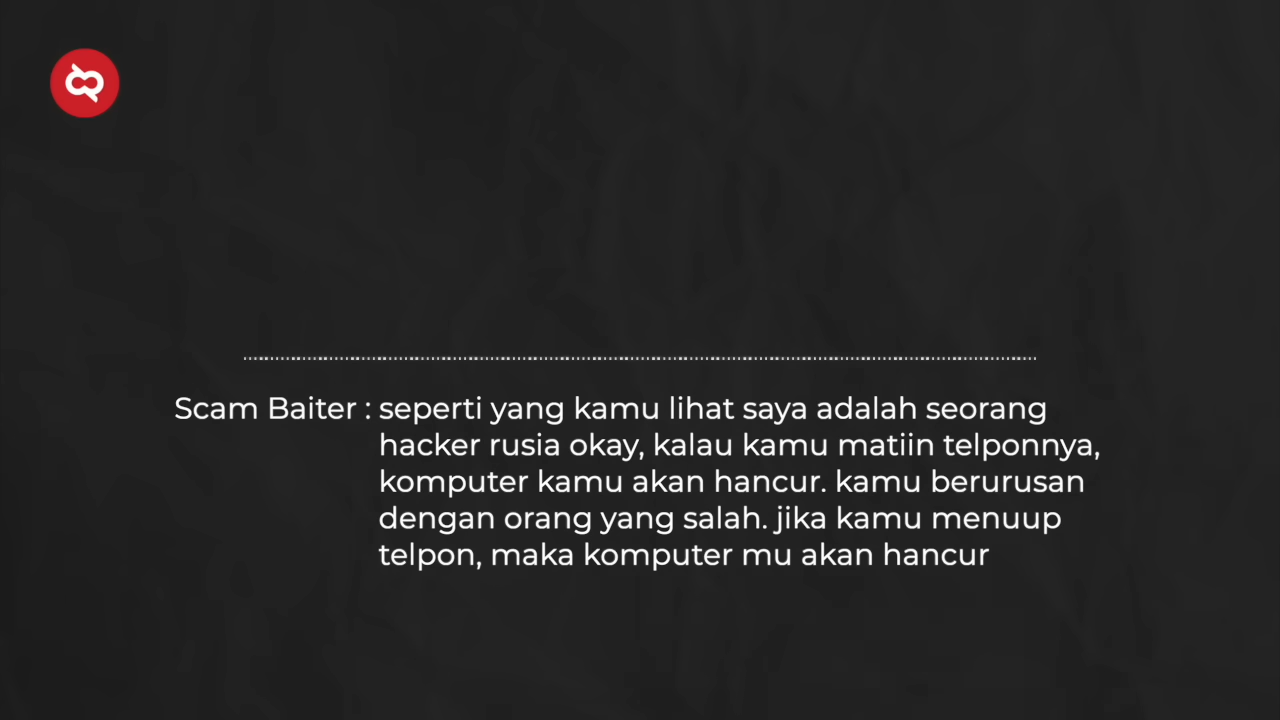 Scam Baiter : seperti yang kamu lihat saya adalah seorang
hacker rusia okay, kalau kamu matiin telponnya,
komputer kamu akan hancur. kamu berurusan
dengan orang yang salah. jika kamu menuup
telpon, maka komputer mu akan hancur